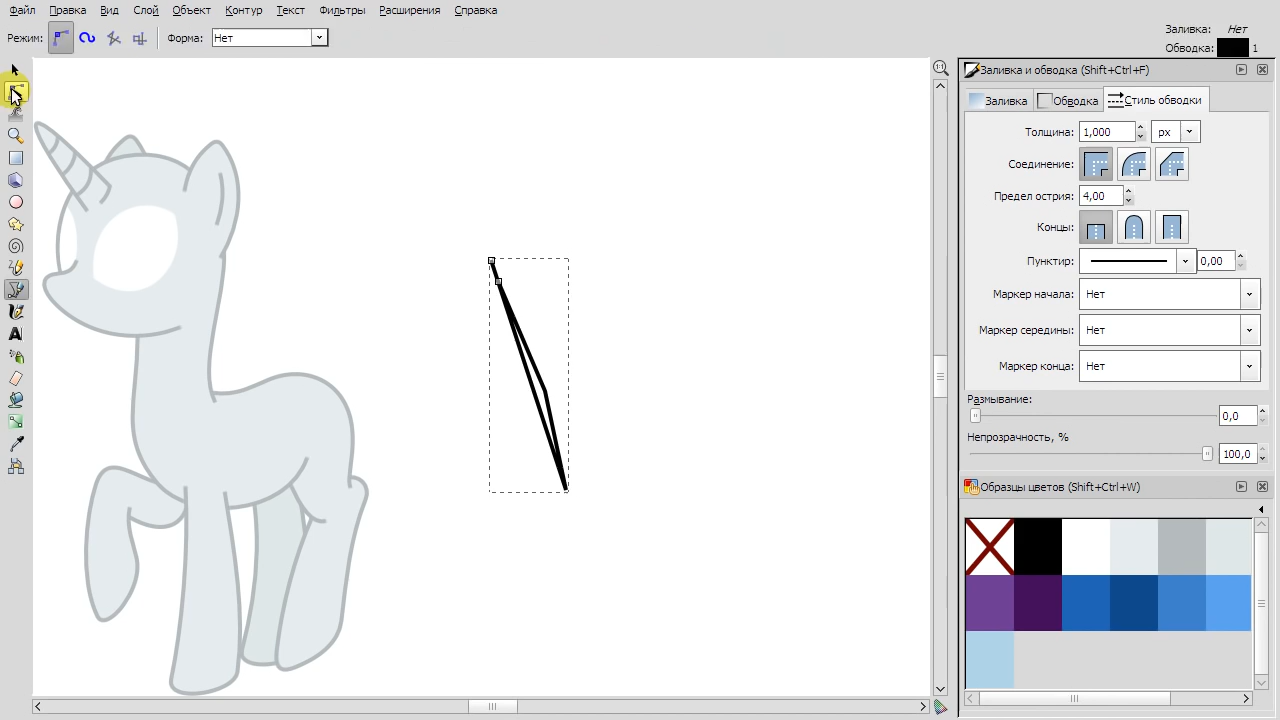 Файл Правка Вид Слой Объект Контур Текст Фильтры Расширения Справка
Режим: Форма: Нет
Заливка: Нет
Обводка: 1
Заливка и обводка (Shift+Ctrl+F)
Заливка Обводка Стиль обводки
Толщина: 1,000 px
Соединение:
Предел острия: 4,00
Концы:
Пунктир: 0,00
Маркер начала: Нет
Маркер середины: Нет
Маркер конца: Нет
Размывание:
0,0
Непрозрачность, %
100,0
Образцы цветов (Shift+Ctrl+W)